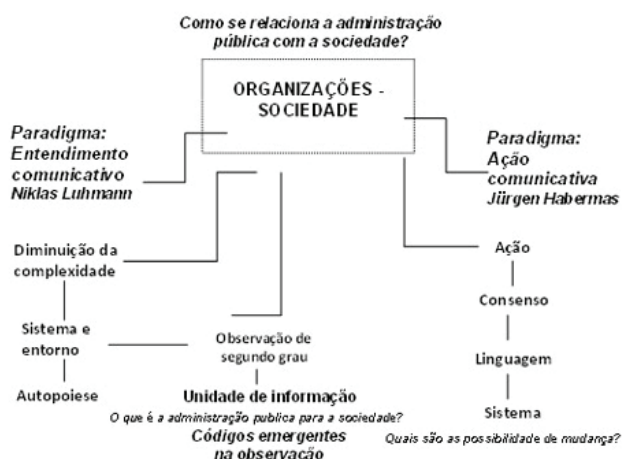 Como se relaciona a administração
pública com a sociedade?
ORGANIZAÇÕES -
SOCIEDADE
Paradigma:
Entendimento
comunicativo
Niklas Luhmann
Paradigma:
Ação
comunicativa
Jürgen Habermas
Diminuição da
complexidade
Sistema e
entorno
Autopoiese
Observação de
segundo grau
Unidade de informação
O que é a administração publica para a sociedade?
Códigos emergentes
na observação
Ação
Consenso
Linguagem
Sistema
Quais são as possibilidade de mudança?